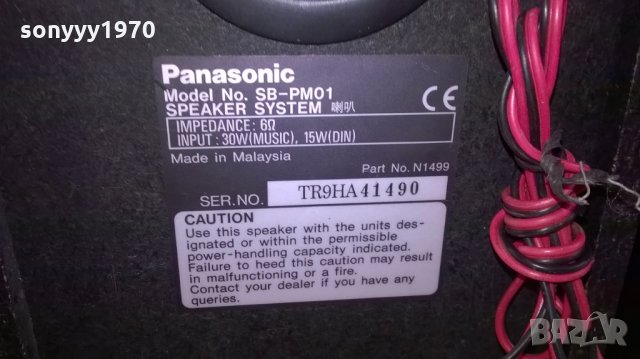 sonyyy1970
Panasonic
Model No. SB-PM01
SPEAKER SYSTEM 喇叭
IMPEDANCE: 6Ω
INPUT: 30W(MUSIC), 15W(DIN)
Made in Malaysia
CE
Part No. N1499
SER.NO. TR9HA41490
CAUTION
Use this speaker with the units des-
ignated or within the permissible
power-handling capacity indicated.
Failure to heed this caution may result
in malfunctioning or a fire.
Contact your dealer if you have any
queries.
BAZAR
bg